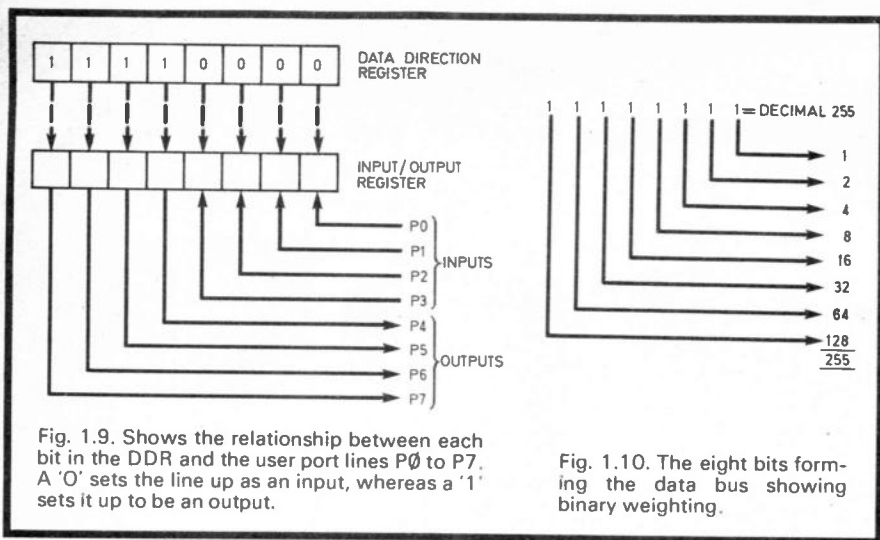 1 1 1 1 0 0 0 0
DATA DIRECTION
REGISTER
INPUT/OUTPUT
REGISTER
P0
P1
P2
P3
INPUTS
P4
P5
P6
P7
OUTPUTS
Fig. 1.9. Shows the relationship between each
bit in the DDR and the user port lines PØ to P7.
A 'O' sets the line up as an input, whereas a '1'
sets it up to be an output.
1 1 1 1 1 1 1 1 = DECIMAL 255
1
2
4
8
16
32
64
128
255
Fig. 1.10. The eight bits form-
ing the data bus showing
binary weighting.